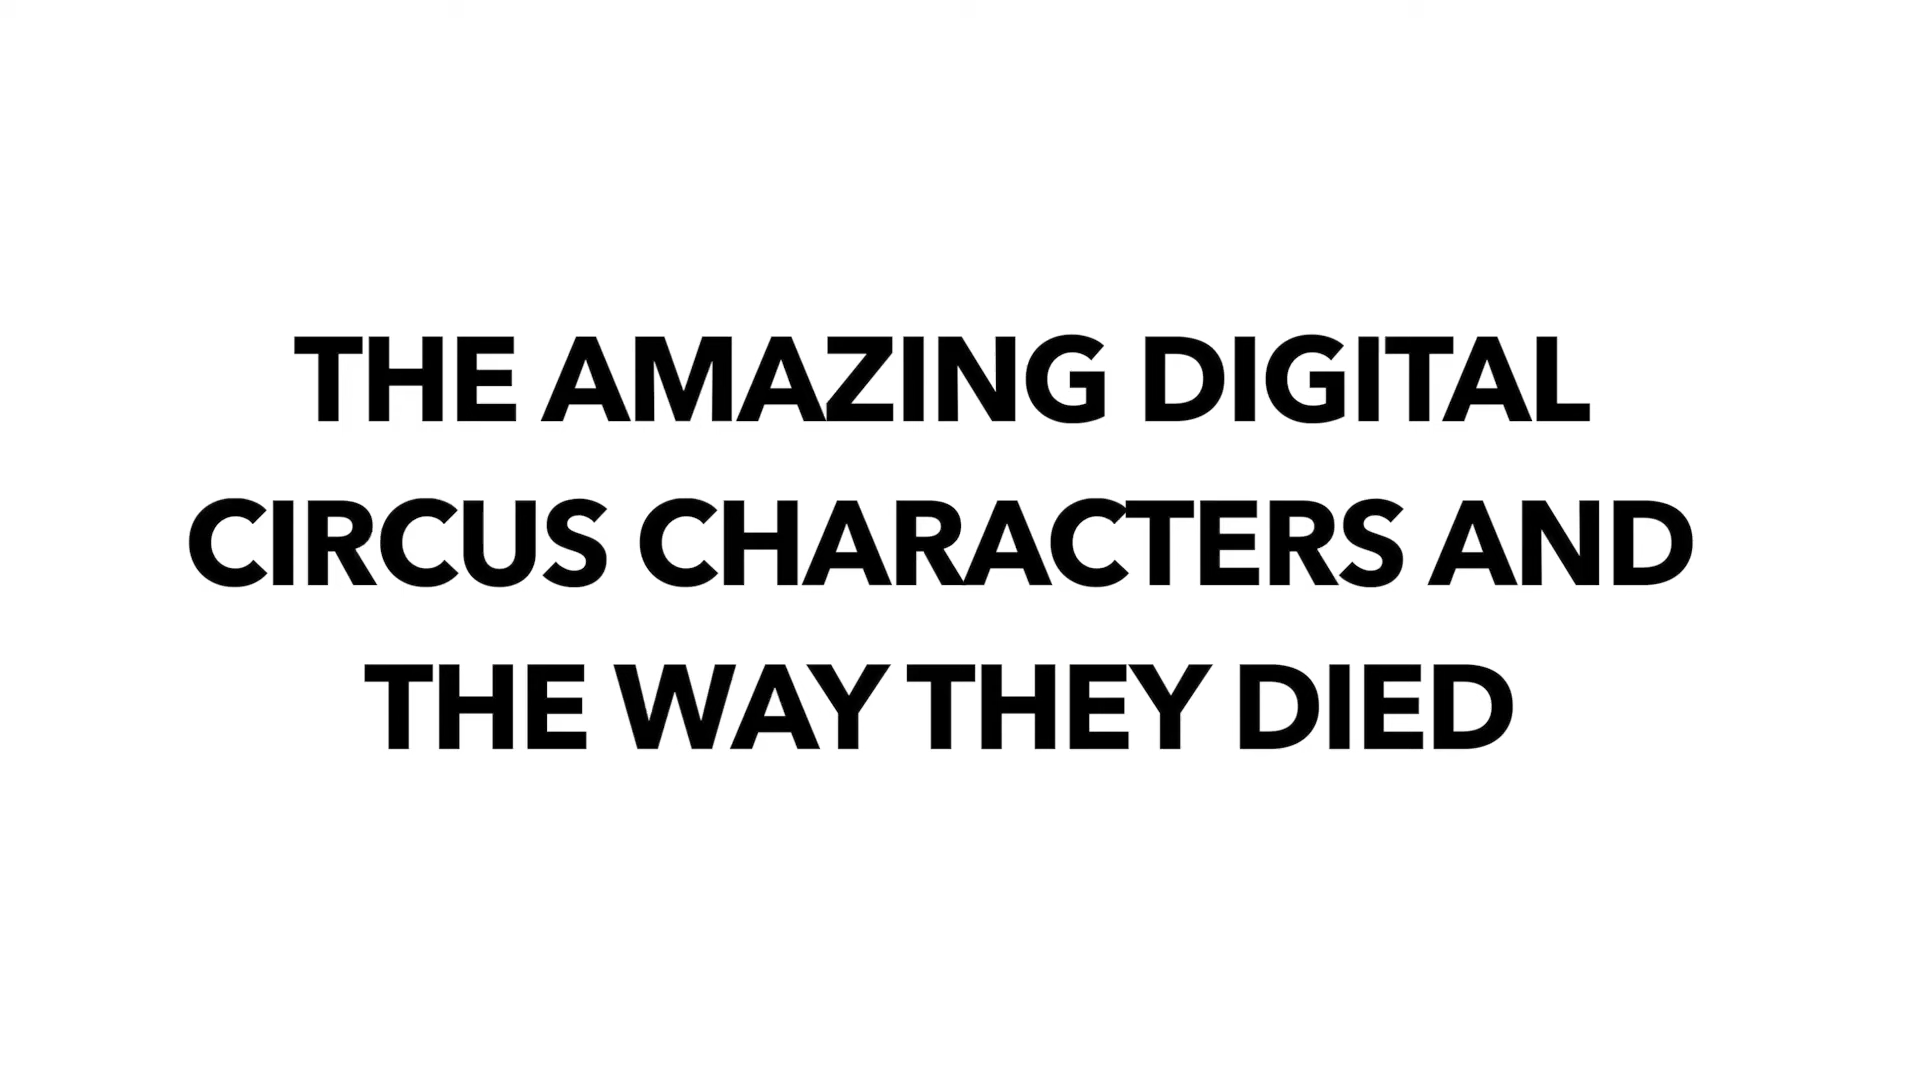 THE AMAZING DIGITAL
CIRCUS CHARACTERS AND
THE WAY THEY DIED